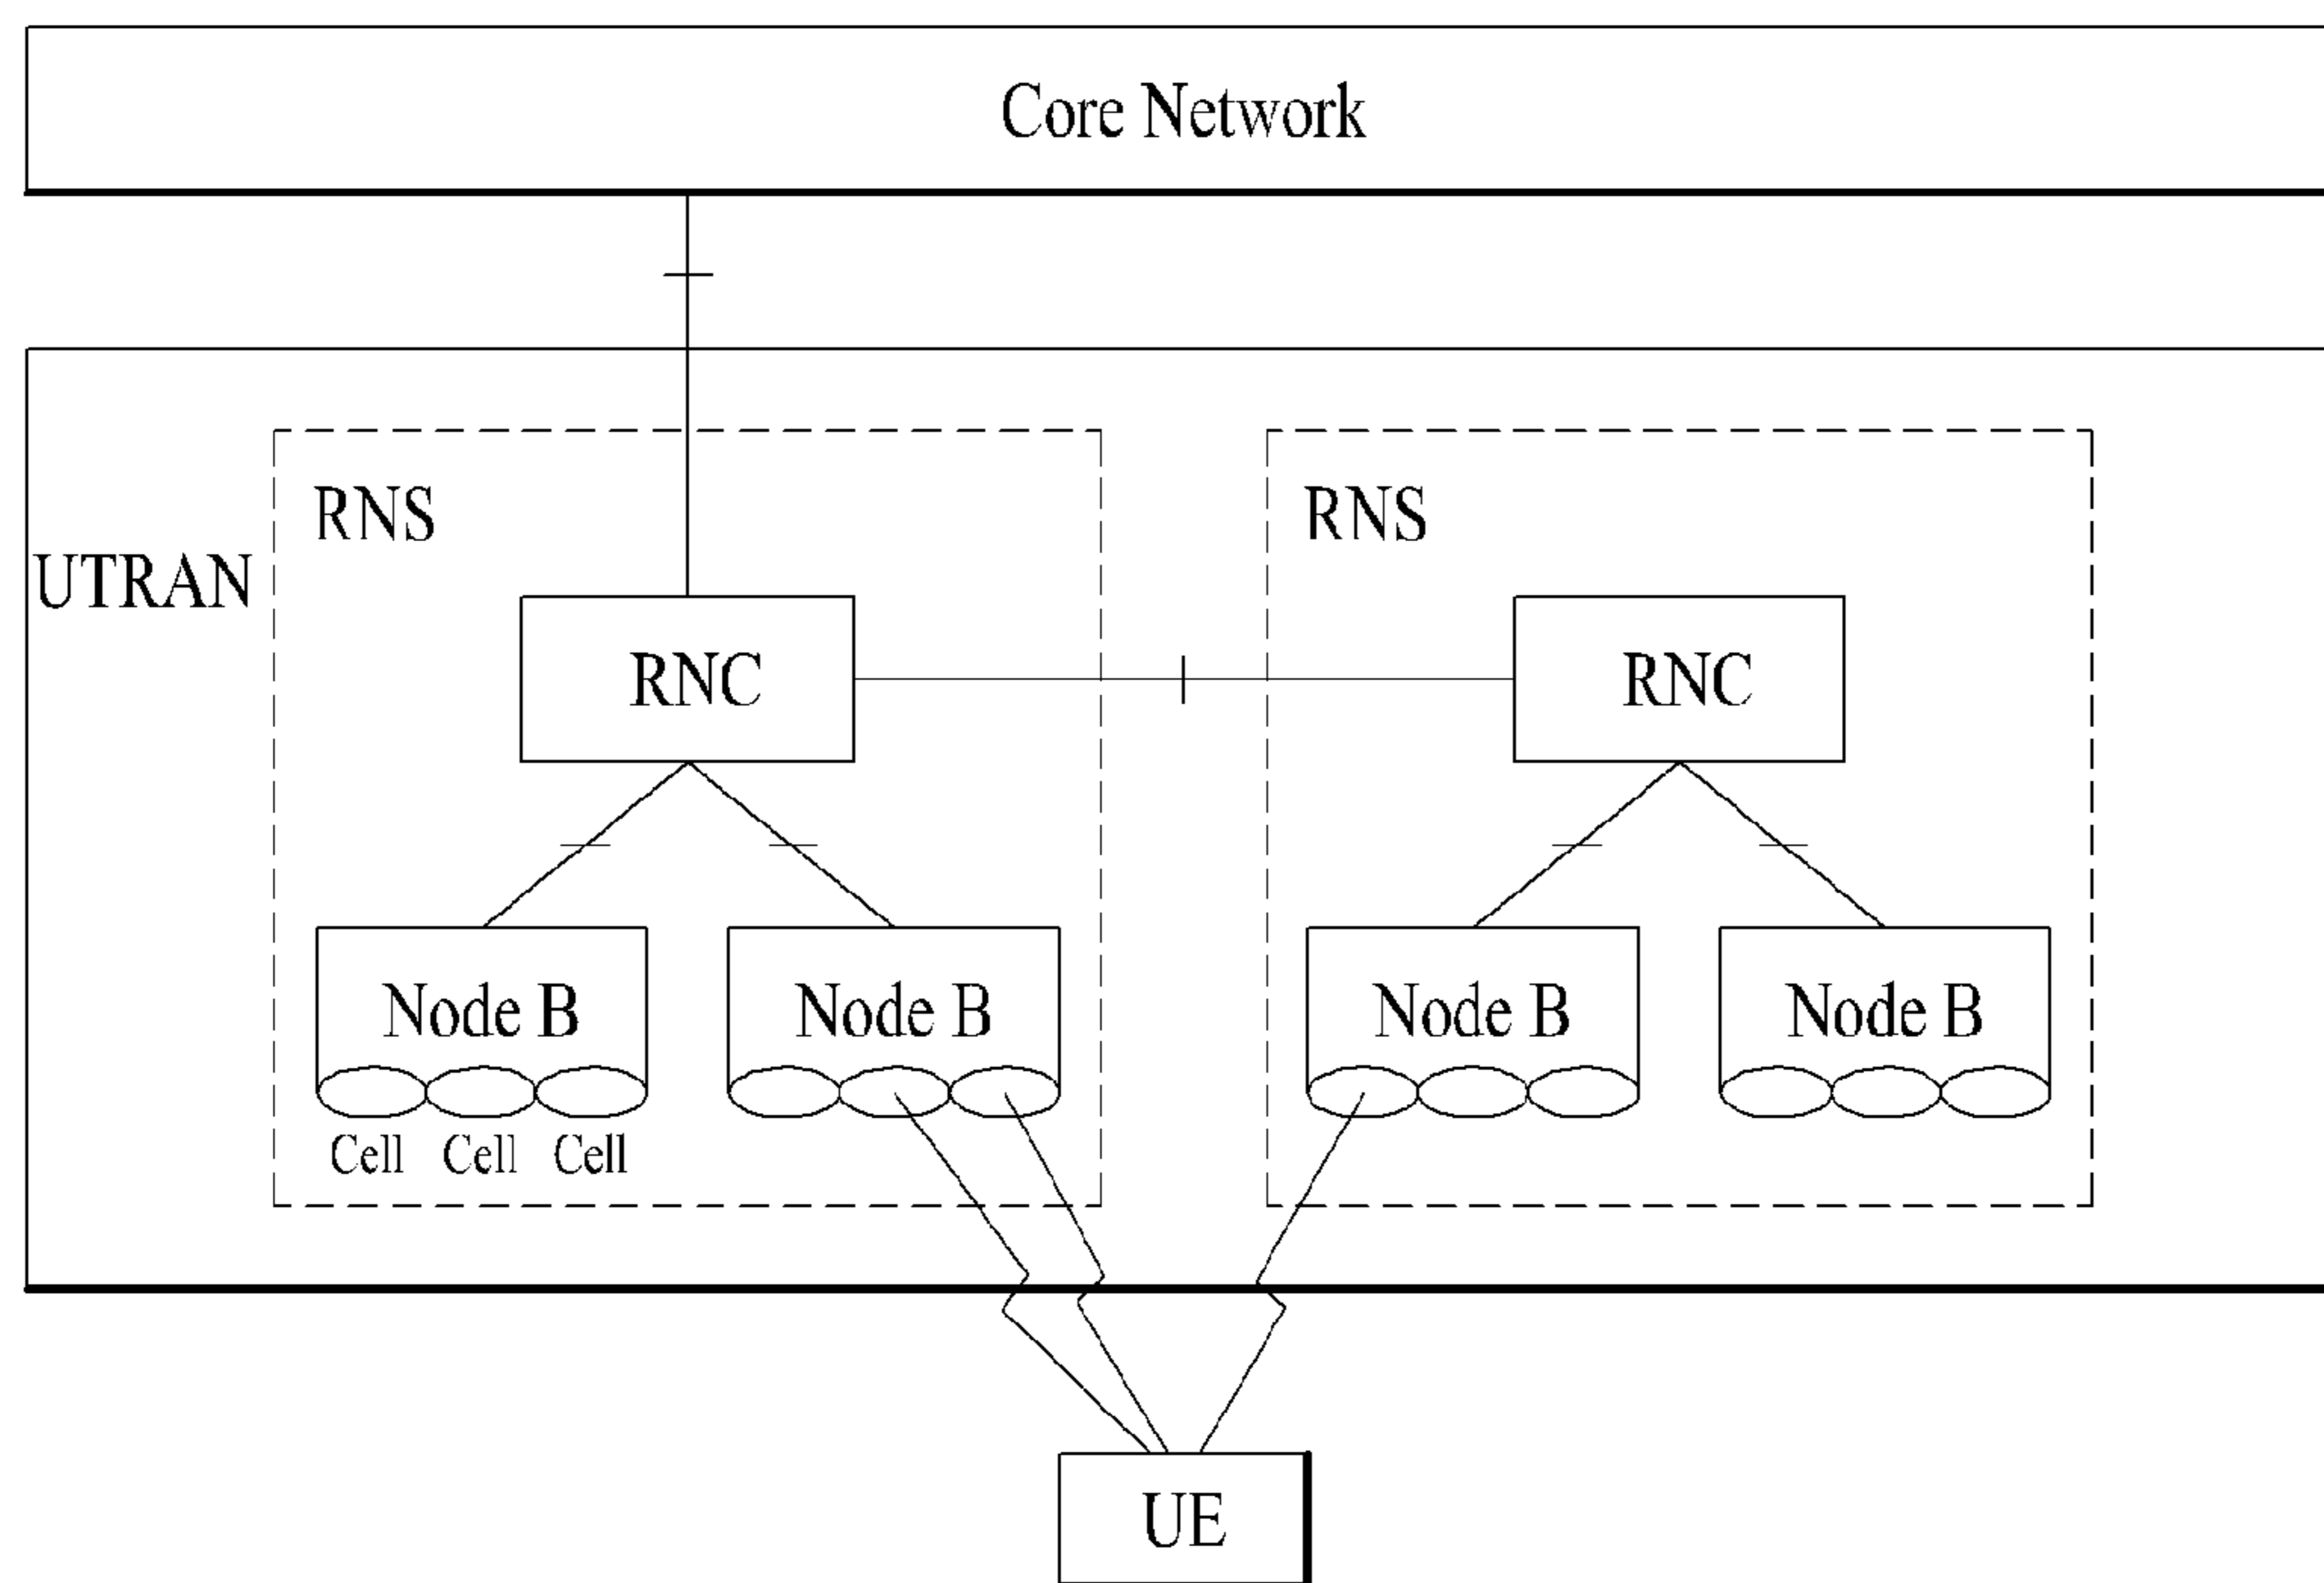 Core Network
RNS
RNS
UTRAN
RNC
RNC
Node B
Node B
Node B
Node B
Cell
Cell
Cell
UE